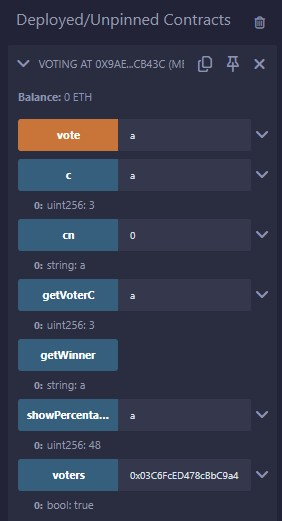 Deployed/Unpinned Contracts
VOTING AT 0X9AE...CB43C (ME
Balance: 0 ETH
vote a
c a
0: uint256: 3
cn 0
0: string: a
getVoterC a
0: uint256: 3
getWinner
0: string: a
showPercenta... a
0: uint256: 48
voters 0x03C6FcED478cBbC9a4
0: bool: true